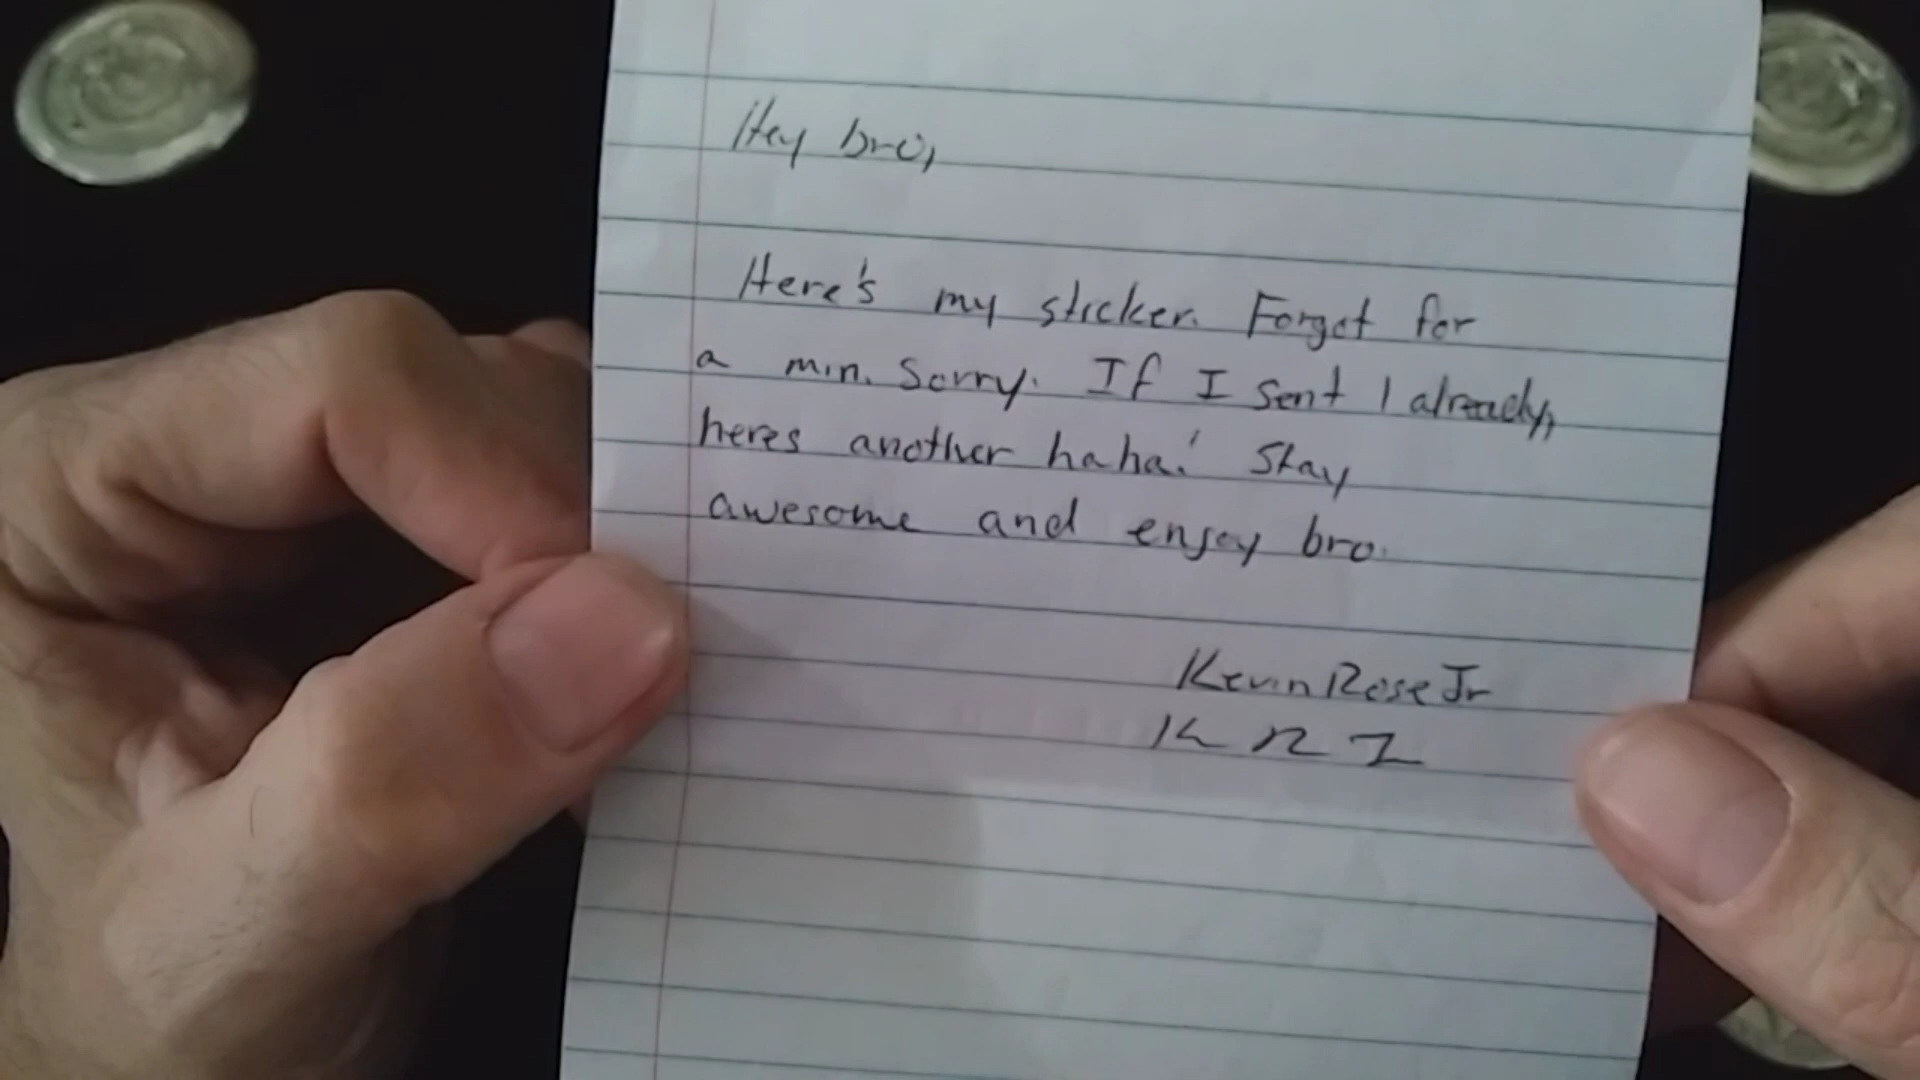 Hey bro,
Here's my sticker. Forgot for
a min. Sorry. If I sent 1 already,
heres another haha! Stay
awesome and enjoy bro.
Kevin Rose Jr
K R I